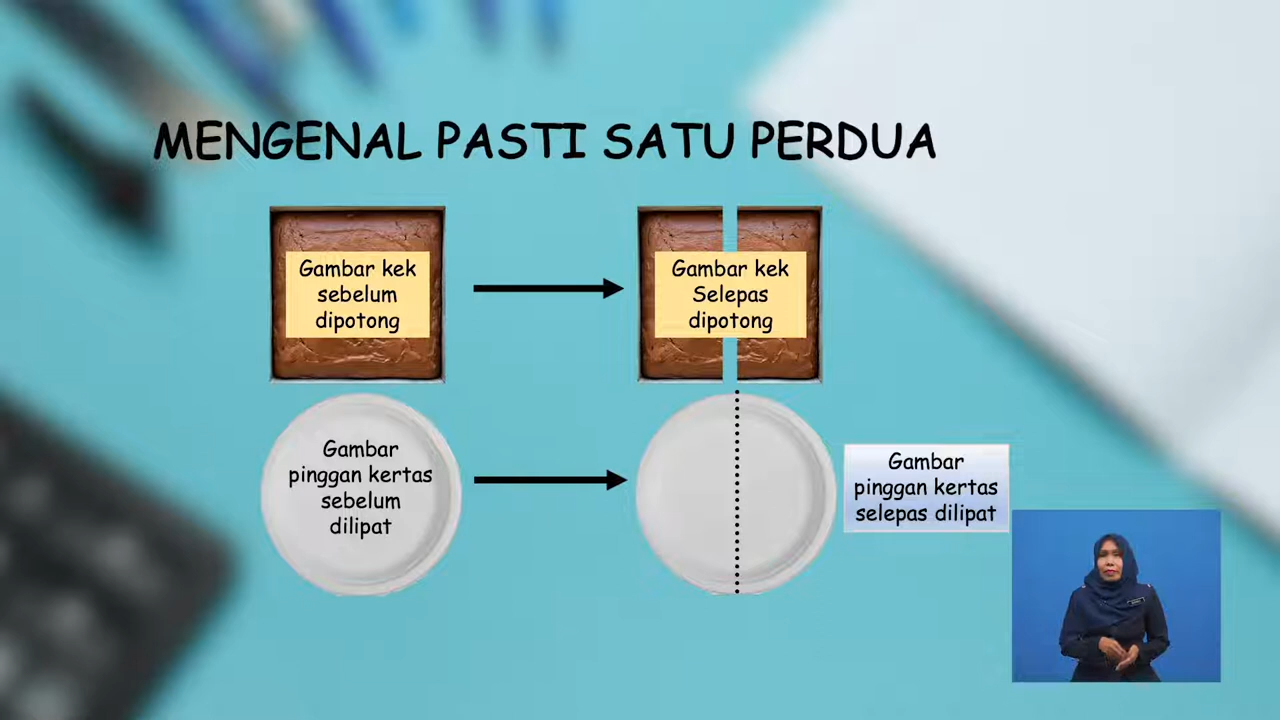 MENGENAL PASTI SATU PERDUA
Gambar kek
sebelum
dipotong
Gambar kek
Selepas
dipotong
Gambar
pinggan kertas
sebelum
dilipat
Gambar
pinggan kertas
selepas dilipat